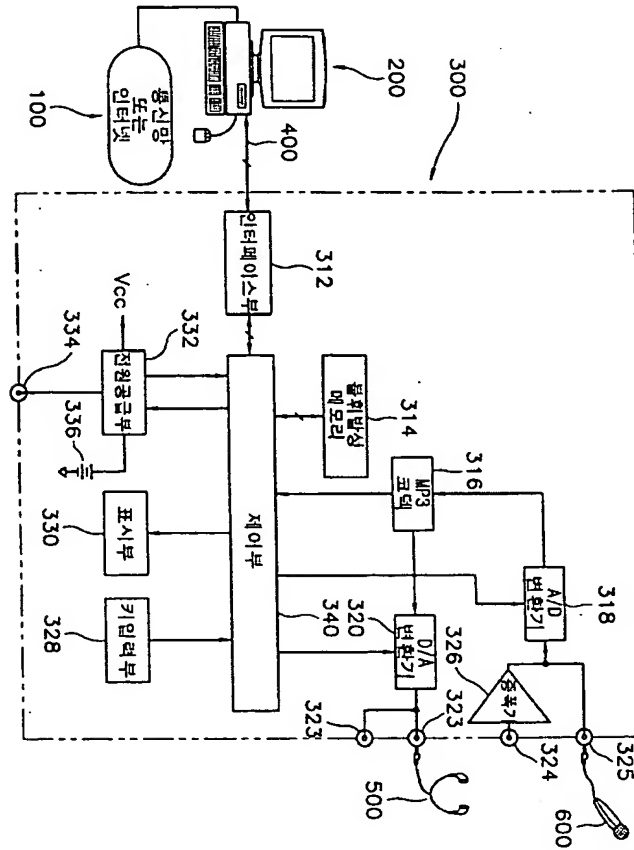 325
600
318
A/D
변환기
324
326
증폭기
316
MP3
코덱
320
D/A
변환기
323
500
323
300
314
불휘발성
메모리
200
312
인터페이스부
400
340
제어부
100
통신망
또는
인터넷
332
전원공급부
Vcc
334
336
330
표시부
328
키입력부